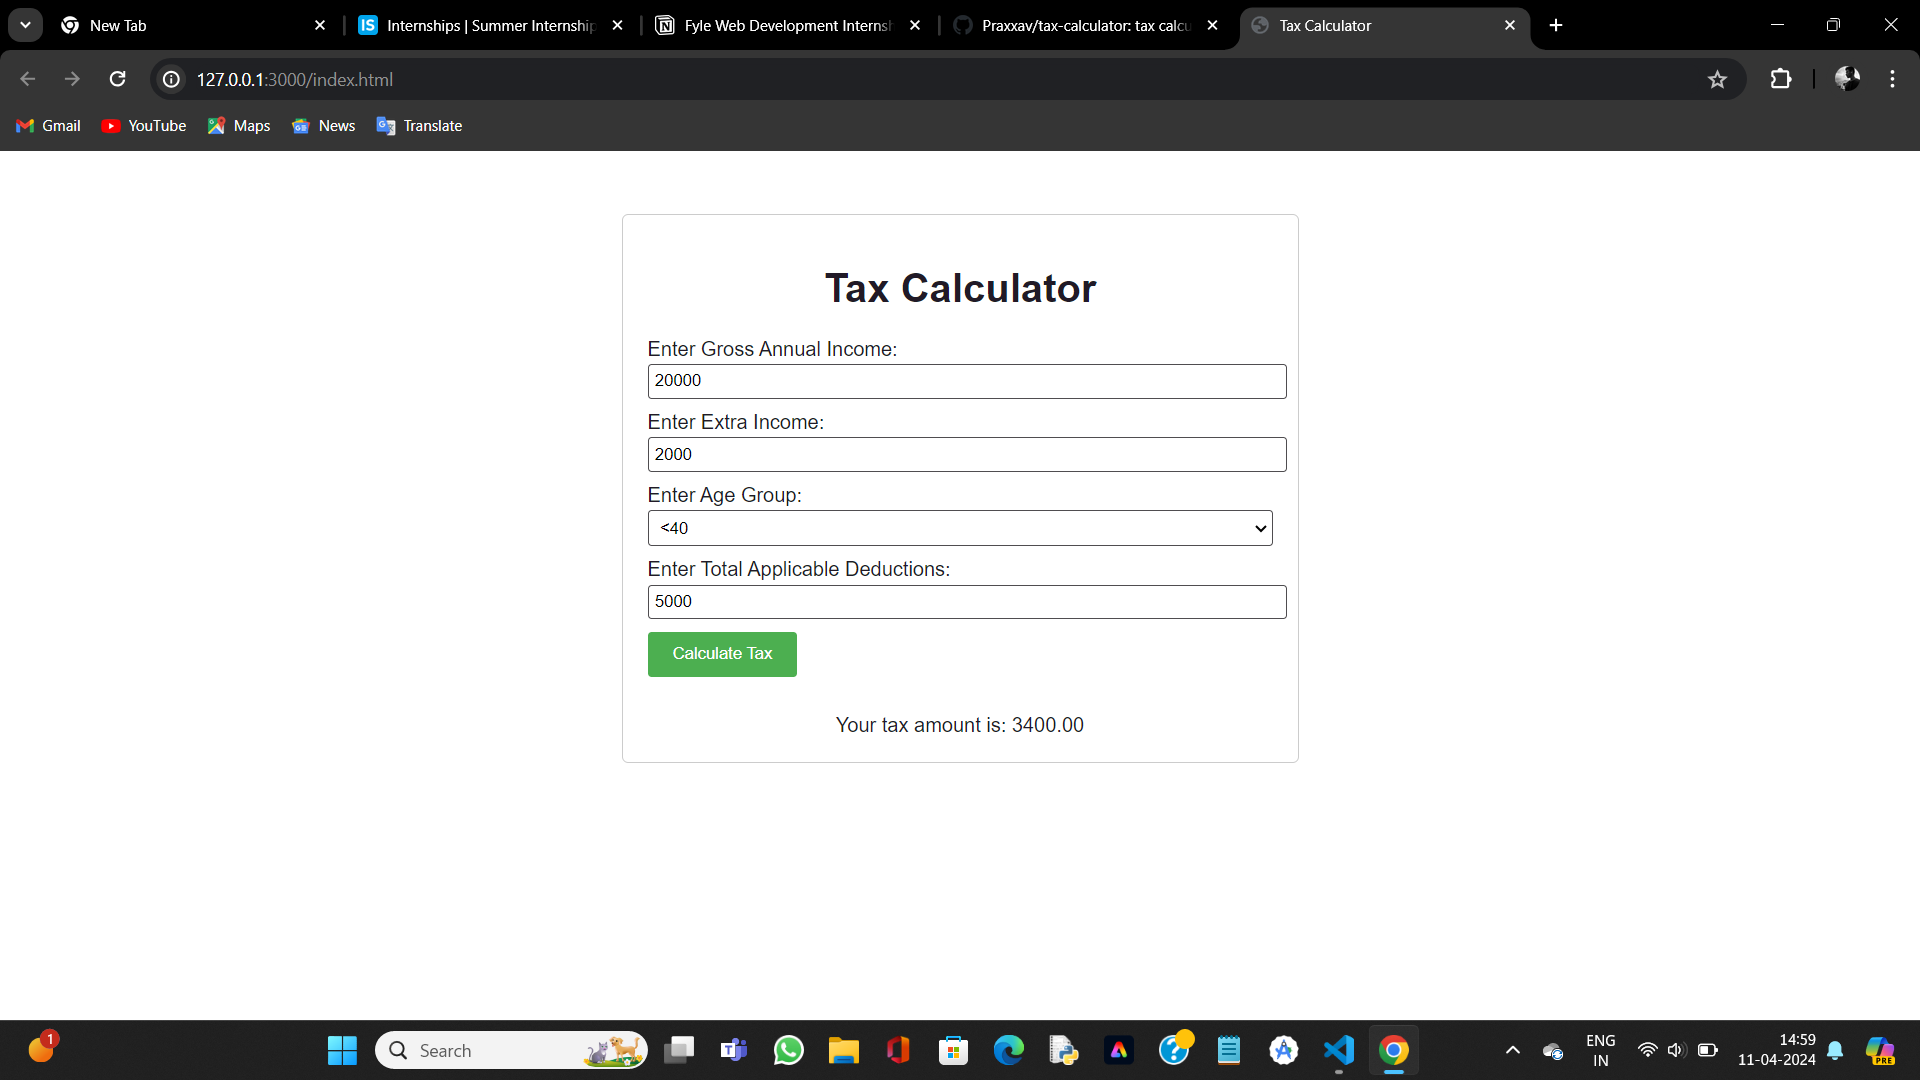 New Tab
IS Internships | Summer Internship
Fyle Web Development Internsh
Praxxav/tax-calculator: tax calcu
Tax Calculator
127.0.0.1:3000/index.html
Gmail
YouTube
Maps
News
Translate
Tax Calculator
Enter Gross Annual Income:
20000
Enter Extra Income:
2000
Enter Age Group:
<40
Enter Total Applicable Deductions:
5000
Calculate Tax
Your tax amount is: 3400.00
1
Search
ENG
IN
14:59
11-04-2024
PRE